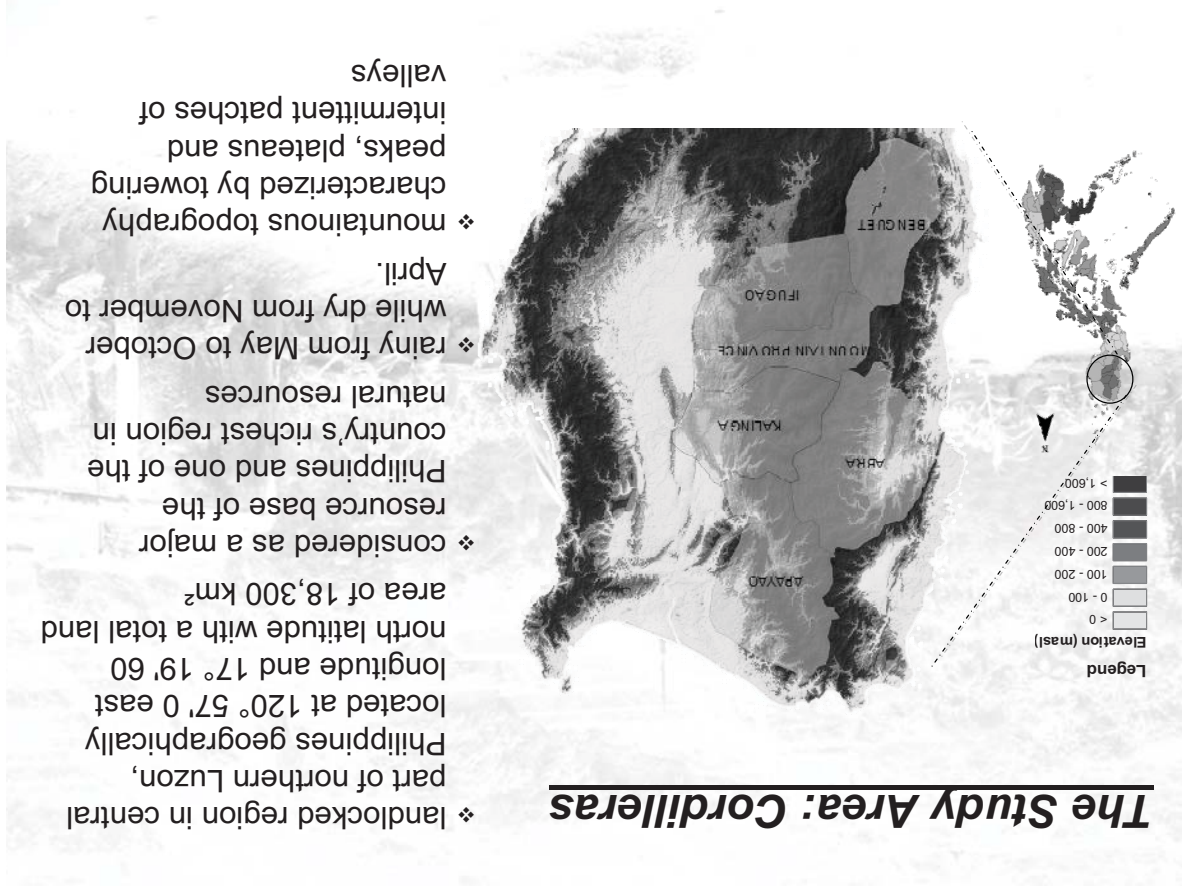 The Study Area: Cordilleras
Legend
Elevation (masl)
< 0
0 - 100
100 - 200
200 - 400
400 - 800
800 - 1,600
> 1,600
N
APAYAO
ABRA
KALINGA
MOUNTAIN PROVINCE
IFUGAO
BENGUET
❖ landlocked region in central
part of northern Luzon,
Philippines geographically
located at 120° 57' 0 east
longitude and 17° 19' 60
north latitude with a total land
area of 18,300 km²
❖ considered as a major
resource base of the
Philippines and one of the
country's richest region in
natural resources
❖ rainy from May to October
while dry from November to
April.
❖ mountainous topography
characterized by towering
peaks, plateaus and
intermittent patches of
valleys